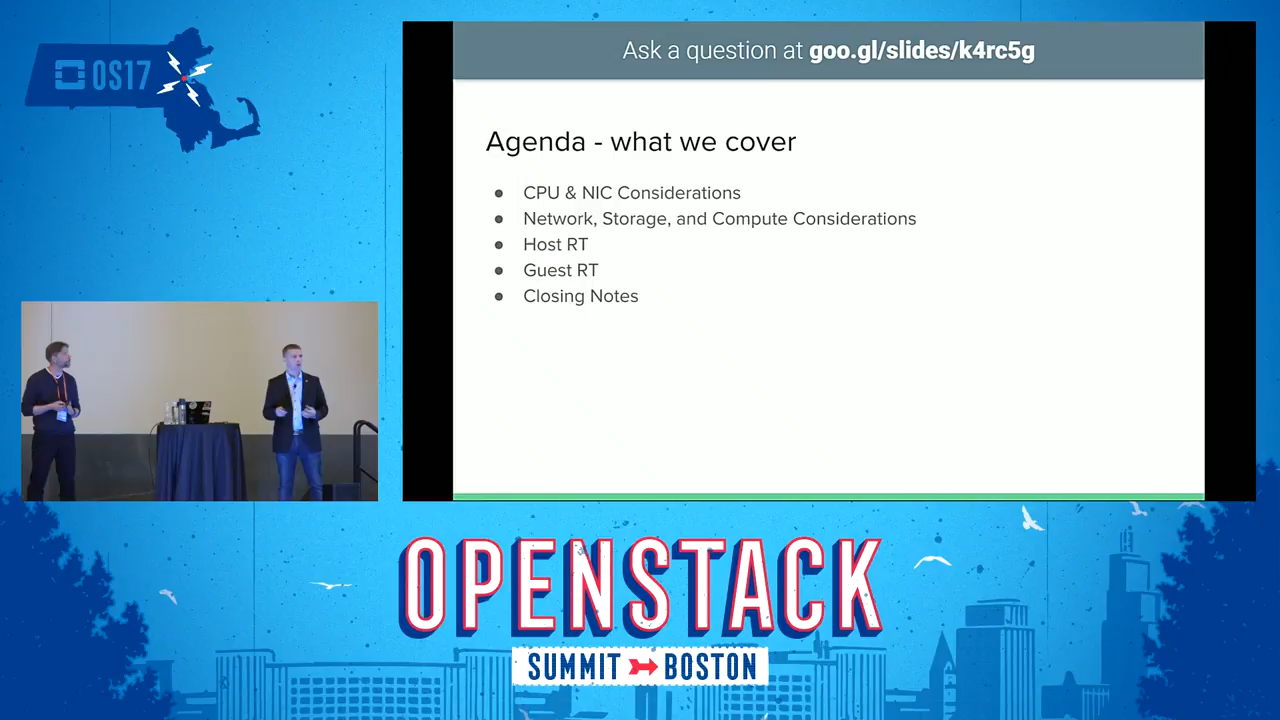 OS17
Ask a question at goo.gl/slides/k4rc5g
Agenda - what we cover
● CPU & NIC Considerations
● Network, Storage, and Compute Considerations
● Host RT
● Guest RT
● Closing Notes
OPENSTACK
SUMMIT BOSTON